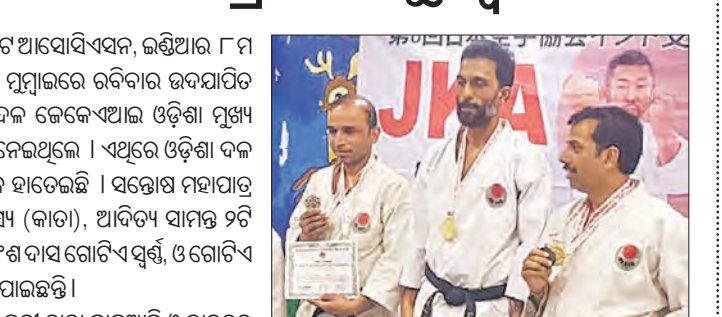 ଟ ଆସୋସିଏସନ, ଇଣ୍ଡିଆର ୮ମ
ମୁମ୍ବାଇରେ ରବିବାର ଉଦଯାପିତ
ଦଳ ଜେକେଏଆଇ ଓଡ଼ିଶା ମୁଖ୍ୟ
ନେଇଥିଲେ । ଏଥିରେ ଓଡ଼ିଶା ଦଳ
ହାତେଇଛି । ସନ୍ତୋଷ ମହାପାତ୍ର
(କାତା), ଆଦିତ୍ୟ ସାମନ୍ତ ୨ଟି
ଂଶ ଦାସ ଗୋଟିଏ ସ୍ୱର୍ଣ୍ଣ, ଓ ଗୋଟିଏ
ପାଇଛନ୍ତି ।
JKA